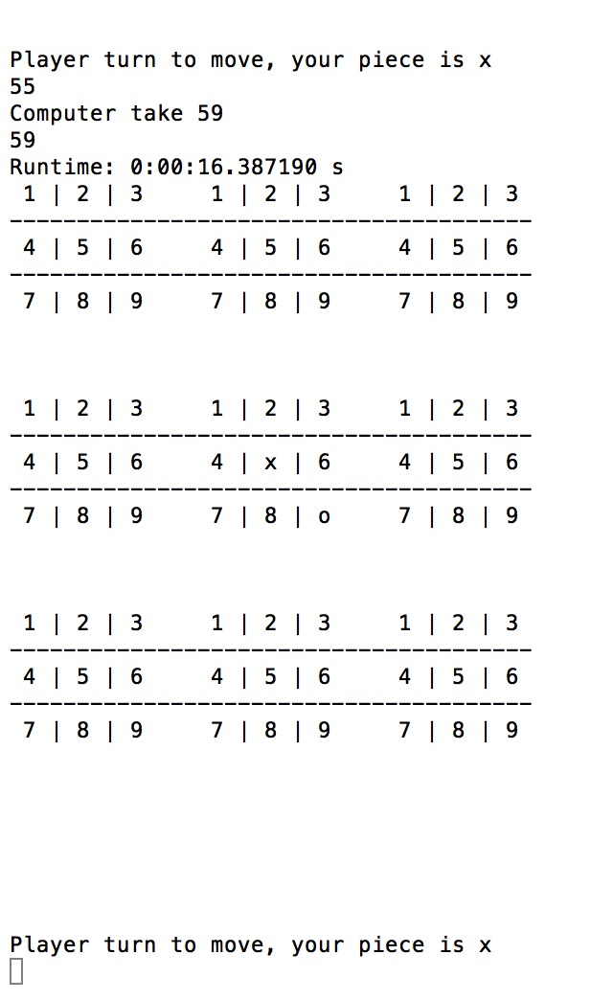 Player turn to move, your piece is x
55
Computer take 59
59
Runtime: 0:00:16.387190 s
1 | 2 | 3     1 | 2 | 3     1 | 2 | 3
---------------------------------------
4 | 5 | 6     4 | 5 | 6     4 | 5 | 6
---------------------------------------
7 | 8 | 9     7 | 8 | 9     7 | 8 | 9
1 | 2 | 3     1 | 2 | 3     1 | 2 | 3
---------------------------------------
4 | 5 | 6     4 | x | 6     4 | 5 | 6
---------------------------------------
7 | 8 | 9     7 | 8 | o     7 | 8 | 9
1 | 2 | 3     1 | 2 | 3     1 | 2 | 3
---------------------------------------
4 | 5 | 6     4 | 5 | 6     4 | 5 | 6
---------------------------------------
7 | 8 | 9     7 | 8 | 9     7 | 8 | 9
Player turn to move, your piece is x